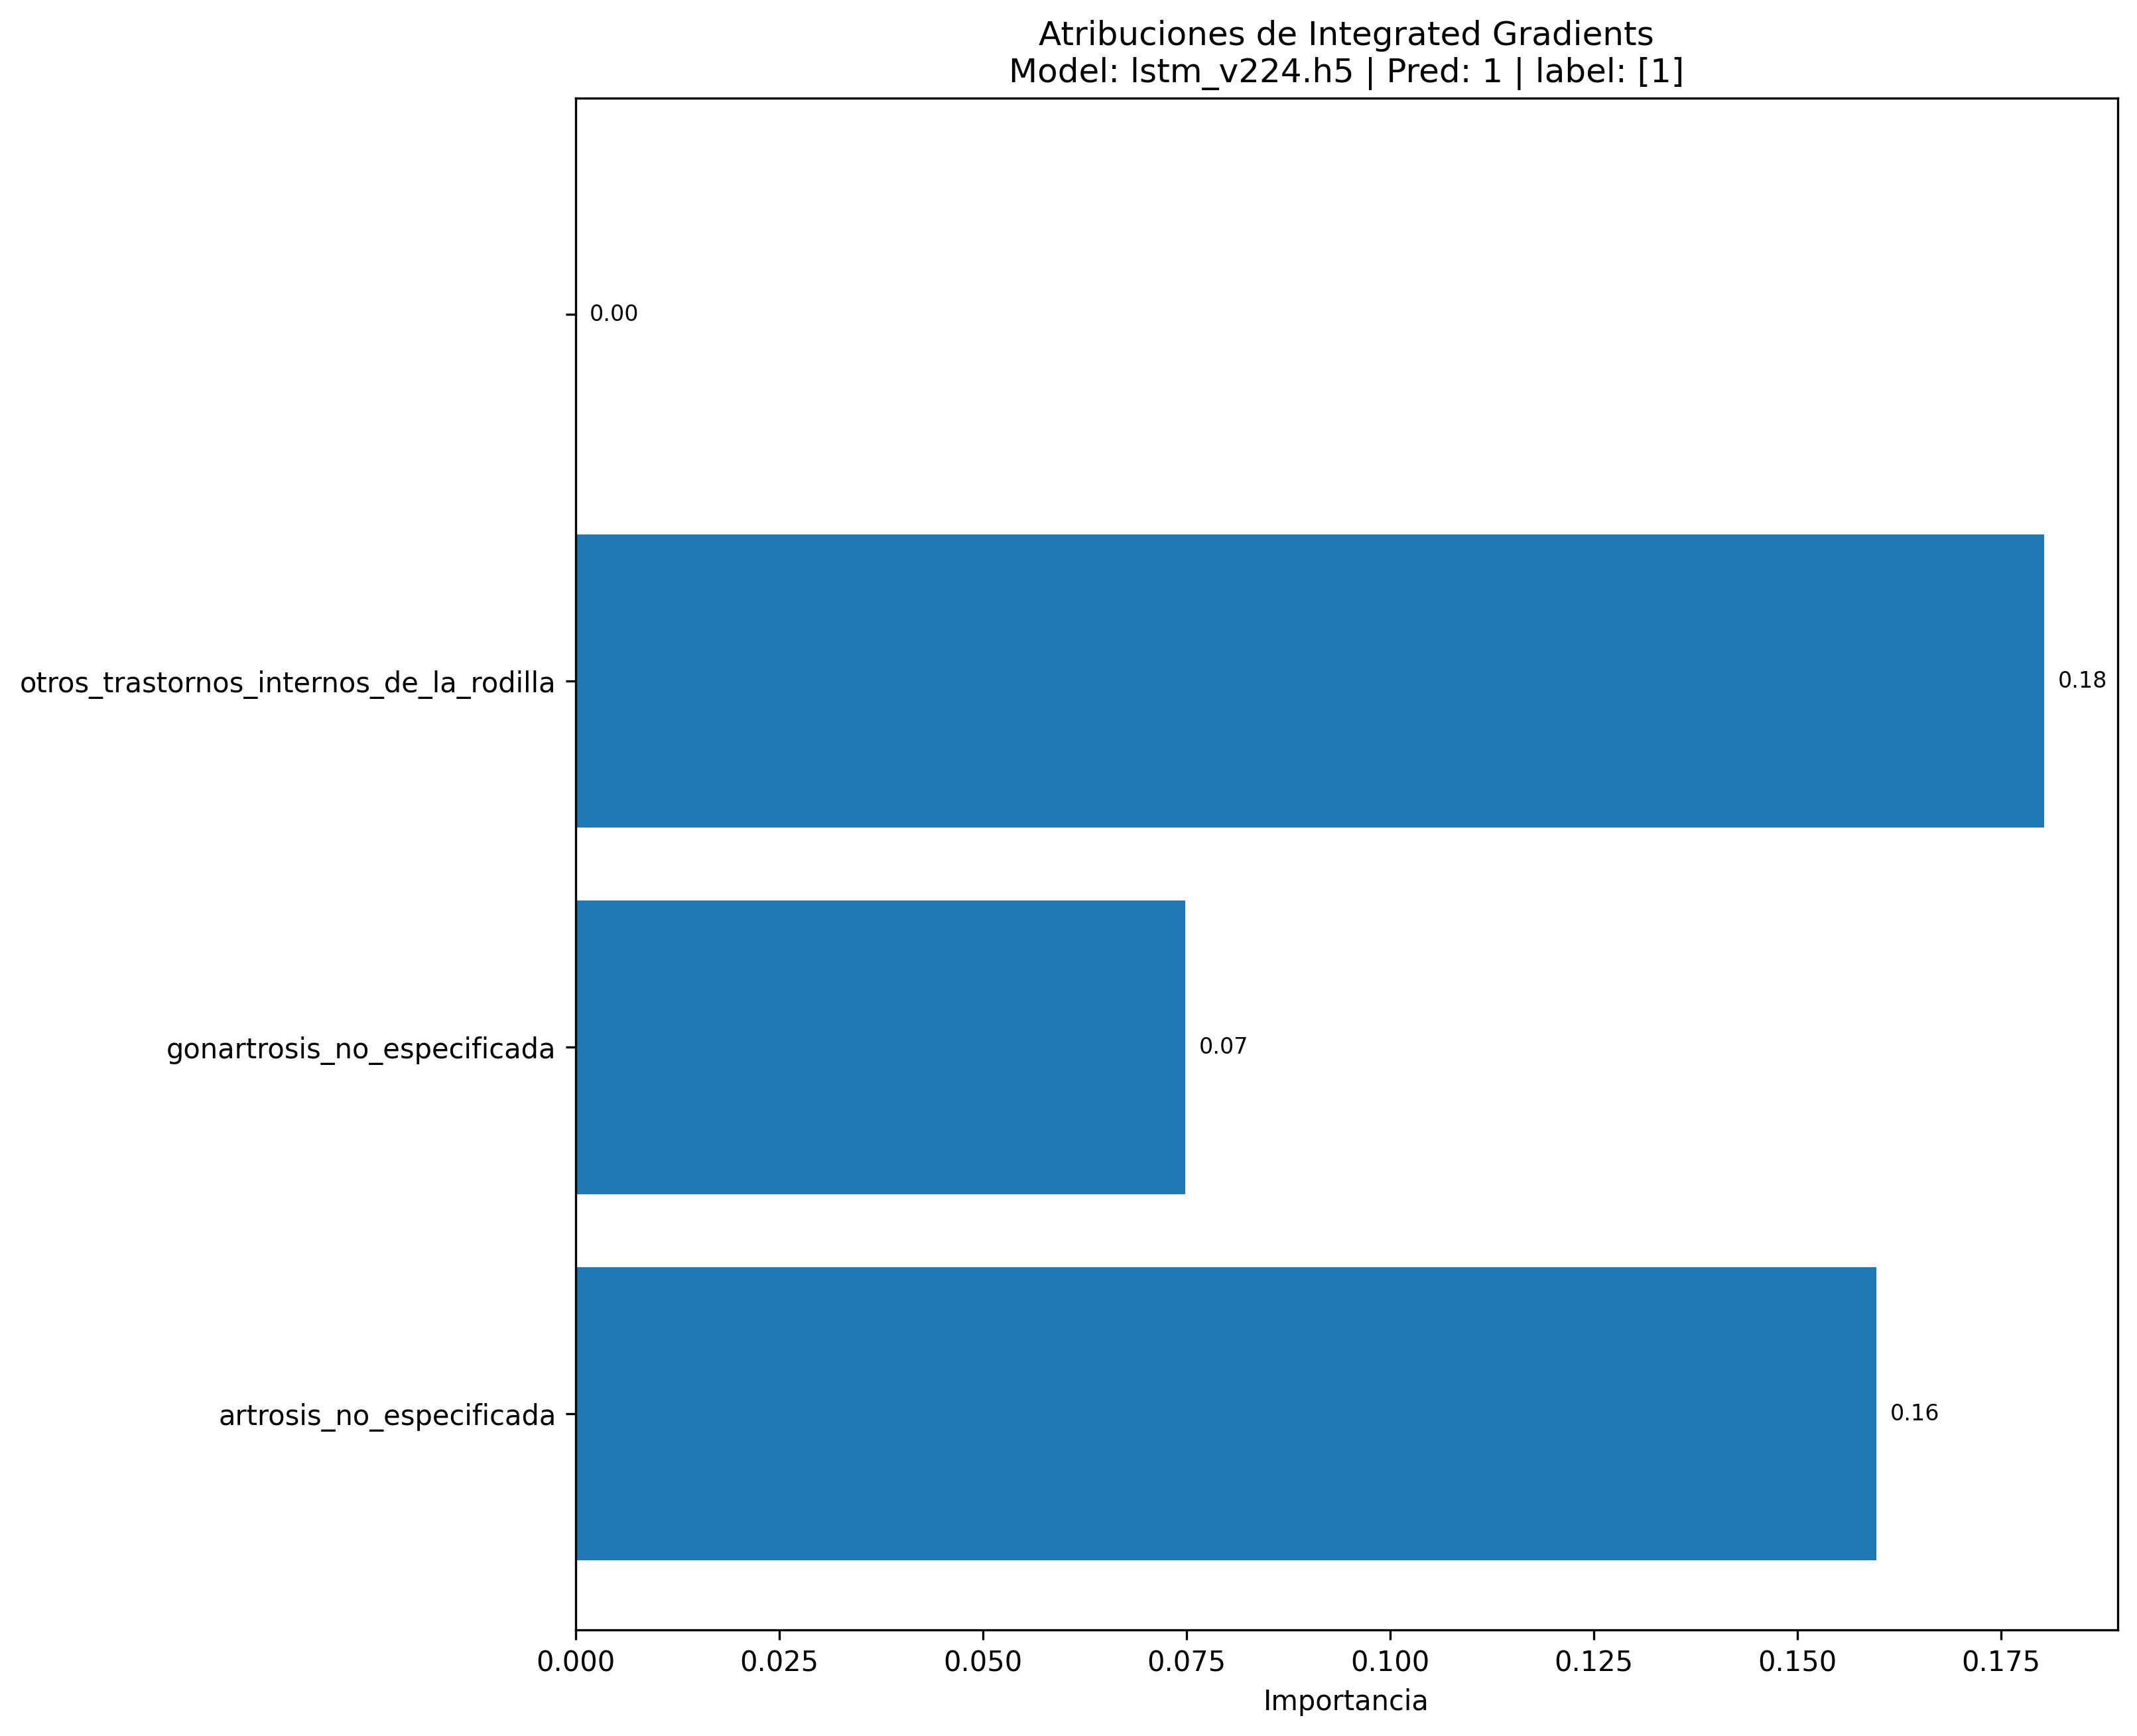 Atribuciones de Integrated Gradients
Model: lstm_v224.h5 | Pred: 1 | label: [1]
0.00
otros_trastornos_internos_de_la_rodilla
0.18
gonartrosis_no_especificada
0.07
artrosis_no_especificada
0.16
0.000 0.025 0.050 0.075 0.100 0.125 0.150 0.175
Importancia